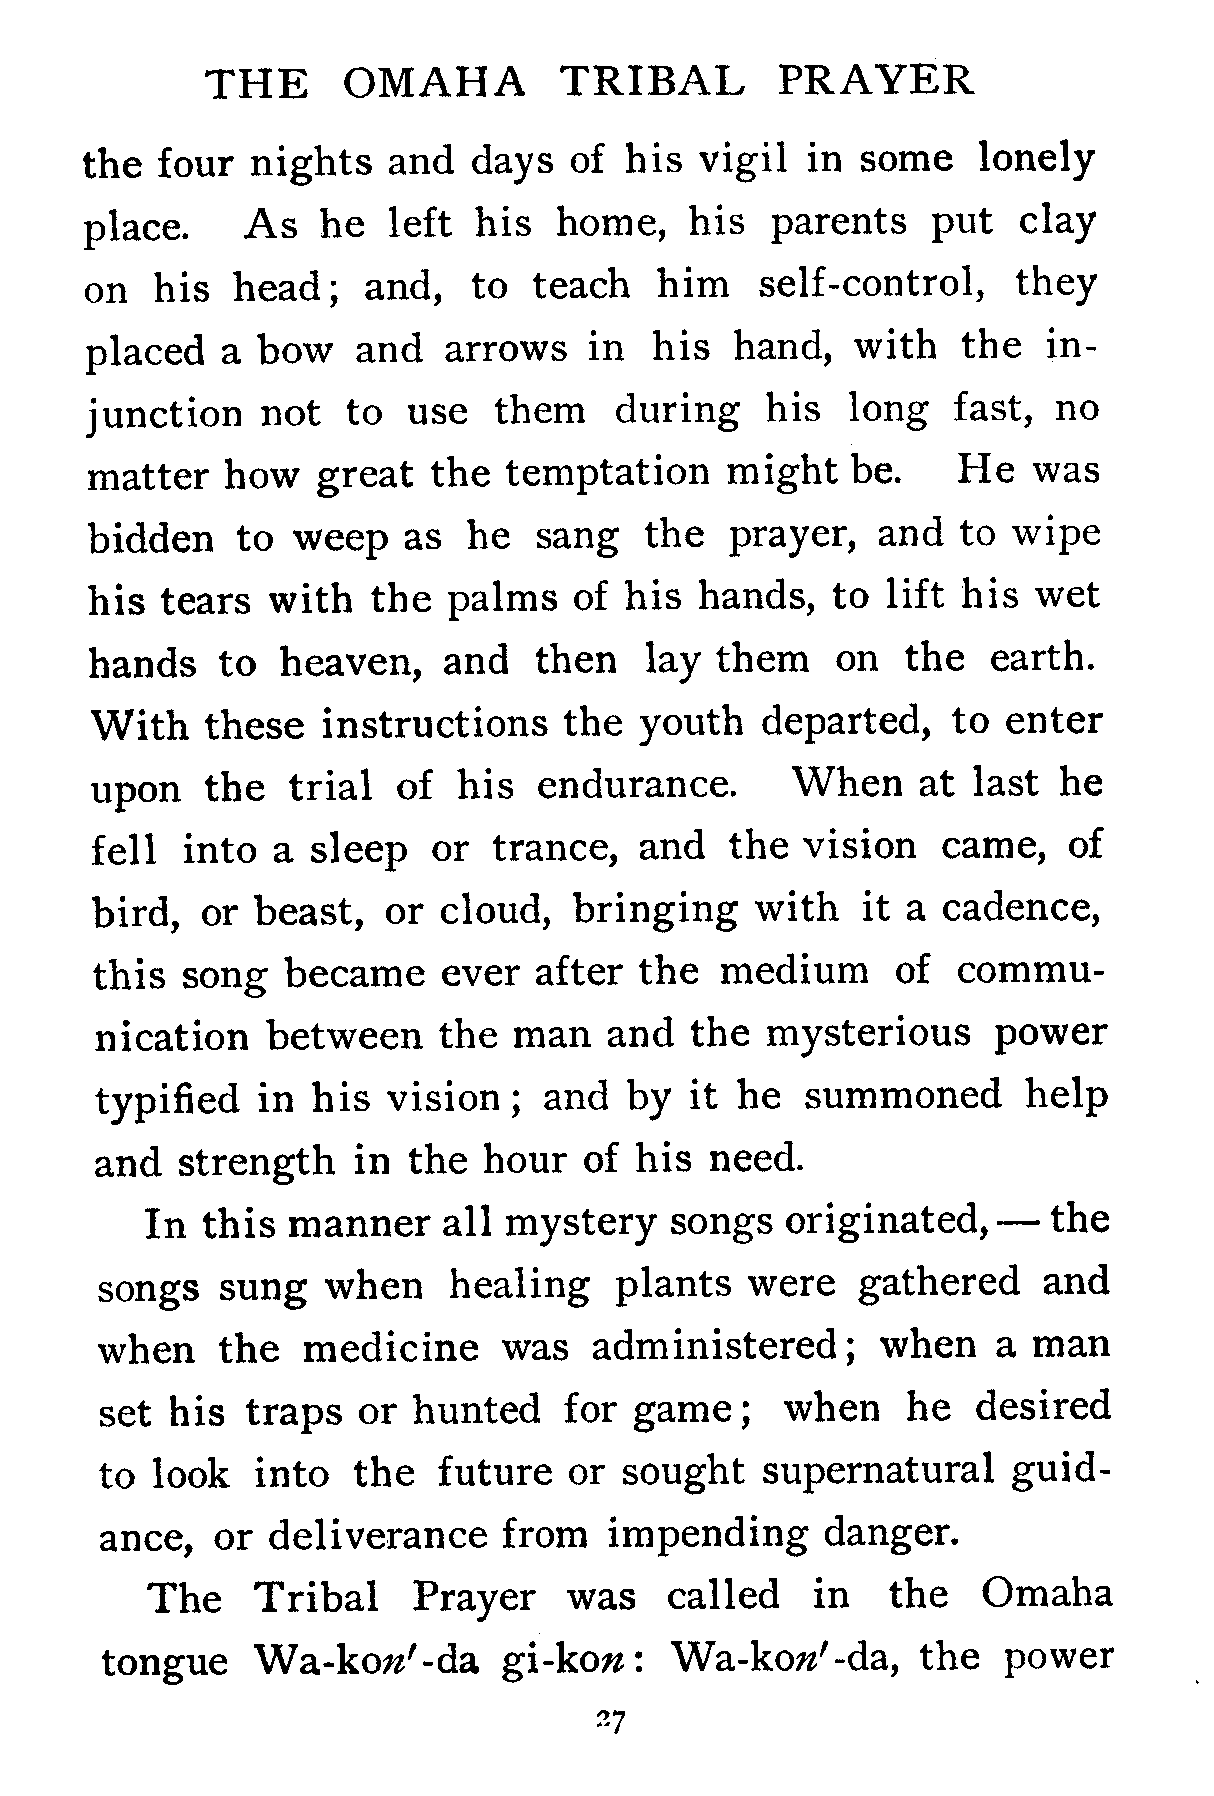 THE OMAHA TRIBAL PRAYER
the four nights and days of his vigil in some lonely
place. As he left his home, his parents put clay
on his head; and, to teach him self-control, they
placed a bow and arrows in his hand, with the in-
junction not to use them during his long fast, no
matter how great the temptation might be. He was
bidden to weep as he sang the prayer, and to wipe
his tears with the palms of his hands, to lift his wet
hands to heaven, and then lay them on the earth.
With these instructions the youth departed, to enter
upon the trial of his endurance. When at last he
fell into a sleep or trance, and the vision came, of
bird, or beast, or cloud, bringing with it a cadence,
this song became ever after the medium of commu-
nication between the man and the mysterious power
typified in his vision; and by it he summoned help
and strength in the hour of his need.
In this manner all mystery songs originated,— the
songs sung when healing plants were gathered and
when the medicine was administered; when a man
set his traps or hunted for game; when he desired
to look into the future or sought supernatural guid-
ance, or deliverance from impending danger.
The Tribal Prayer was called in the Omaha
tongue Wa-kon'-da gi-kon: Wa-kon'-da, the power
27